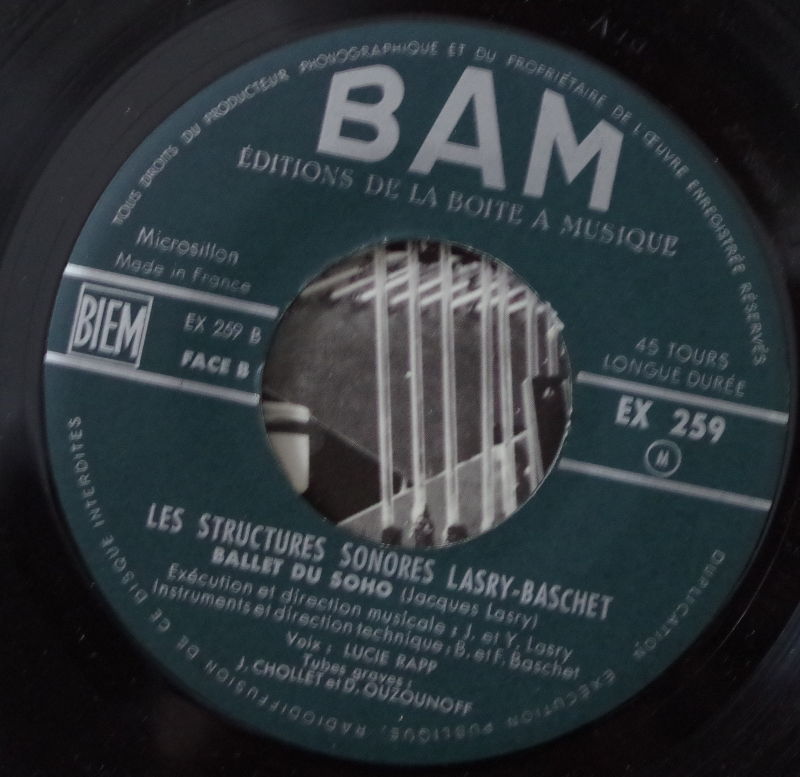 TOUS DROITS DU PRODUCTEUR PHONOGRAPHIQUE ET DU PROPRIÉTAIRE DE L'ŒUVRE ENREGISTRÉE RÉSERVÉS
BAM
ÉDITIONS DE LA BOITE A MUSIQUE
Microsillon
Made in France
BIEM
EX 259 B
FACE B
45 TOURS
LONGUE DURÉE
EX 259
M
LES STRUCTURES SONORES LASRY-BASCHET
BALLET DU SOHO (Jacques Lasry)
Exécution et direction musicale : J. et Y. Lasry
Instruments et direction technique : B. et F. Baschet
Voix : LUCIE RAPP
Tubes graves :
J. CHOLLET et D. OUZOUNOFF
DUPLICATION EXÉCUTION PUBLIQUE, RADIODIFFUSION DE CE DISQUE INTERDITES